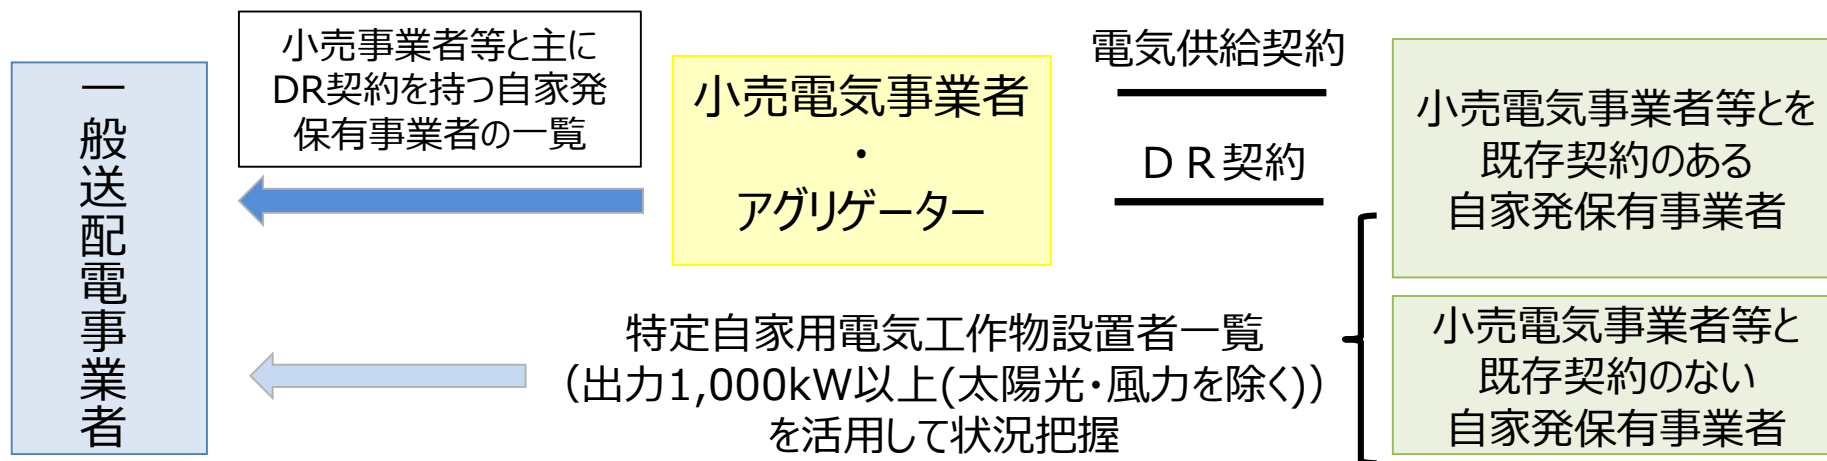 一般送配電事業者
小売事業者等と主に
DR契約を持つ自家発
保有事業者の一覧
小売電気事業者
・
アグリゲーター
電気供給契約
DR契約
小売電気事業者等とを
既存契約のある
自家発保有事業者
特定自家用電気工作物設置者一覧
（出力1,000kW以上(太陽光・風力を除く)）
を活用して状況把握
小売電気事業者等と
既存契約のない
自家発保有事業者